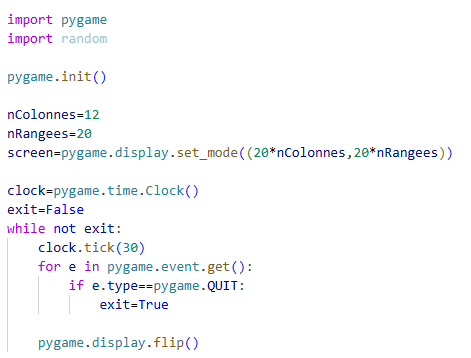 import pygame
import random

pygame.init()

nColonnes=12
nRangees=20
screen=pygame.display.set_mode((20*nColonnes,20*nRangees))

clock=pygame.time.Clock()
exit=False
while not exit:
    clock.tick(30)
    for e in pygame.event.get():
        if e.type==pygame.QUIT:
            exit=True

    pygame.display.flip()